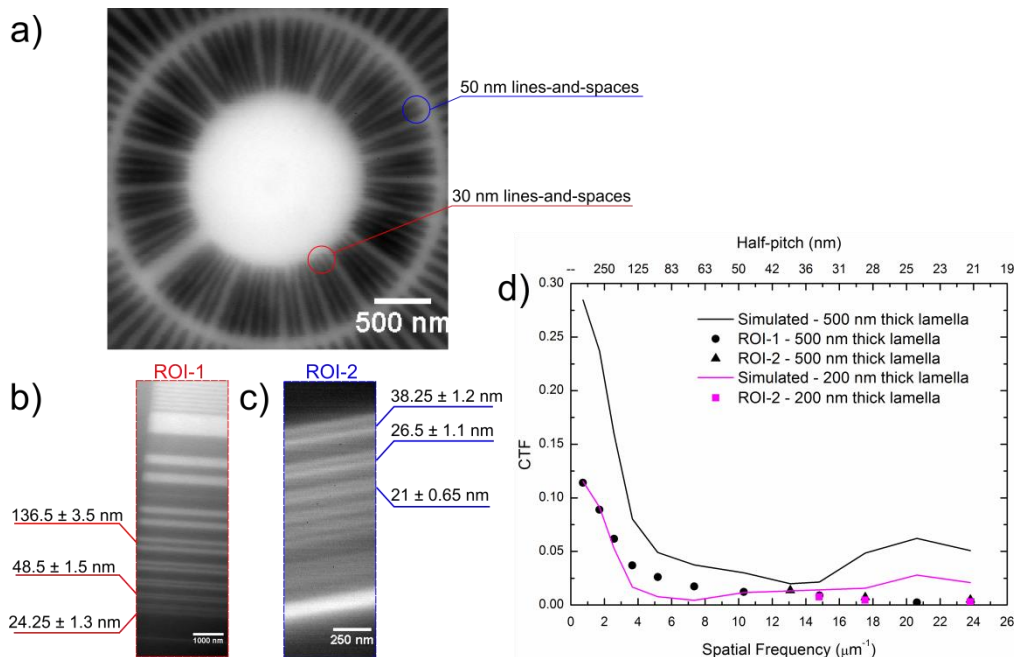 a)
50 nm lines-and-spaces
30 nm lines-and-spaces
500 nm
b)
ROI-1
136.5 ± 3.5 nm
48.5 ± 1.5 nm
24.25 ± 1.3 nm
1000 nm
c)
ROI-2
38.25 ± 1.2 nm
26.5 ± 1.1 nm
21 ± 0.65 nm
250 nm
d)
Half-pitch (nm)
-- 250 125 83 63 50 42 36 31 28 25 23 21 19
0.30
0.25
0.20
0.15
0.10
0.05
0.00
CTF
Simulated - 500 nm thick lamella
ROI-1 - 500 nm thick lamella
ROI-2 - 500 nm thick lamella
Simulated - 200 nm thick lamella
ROI-2 - 200 nm thick lamella
0 2 4 6 8 10 12 14 16 18 20 22 24 26
Spatial Frequency (μm⁻¹)